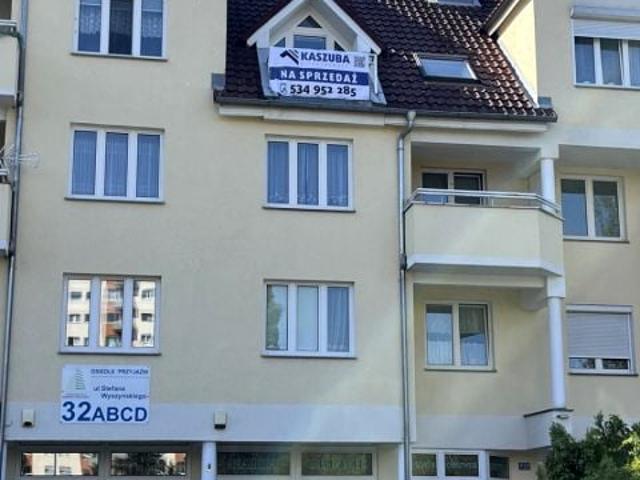 KASZUBA
NA SPRZEDAŻ
534 952 285
OSIEDLE PRZYJAŹŃ
ul. Stefana
Wyszyńskiego
32ABCD